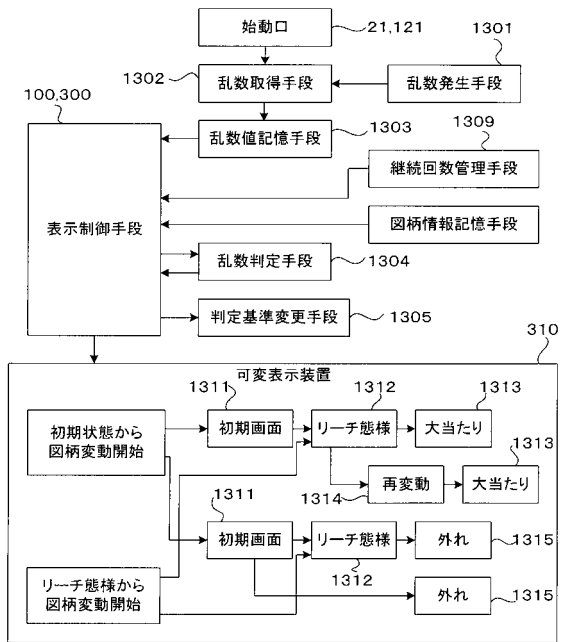 始動口
21,121
1301
1302
乱数取得手段
乱数発生手段
100,300
乱数値記憶手段
1303
1309
継続回数管理手段
表示制御手段
図柄情報記憶手段
乱数判定手段
1304
判定基準変更手段
1305
310
可変表示装置
1311
1312
1313
初期状態から
図柄変動開始
初期画面
リーチ態様
大当たり
1313
再変動
大当たり
1314
1311
初期画面
リーチ態様
外れ
1315
1312
リーチ態様から
図柄変動開始
外れ
1315